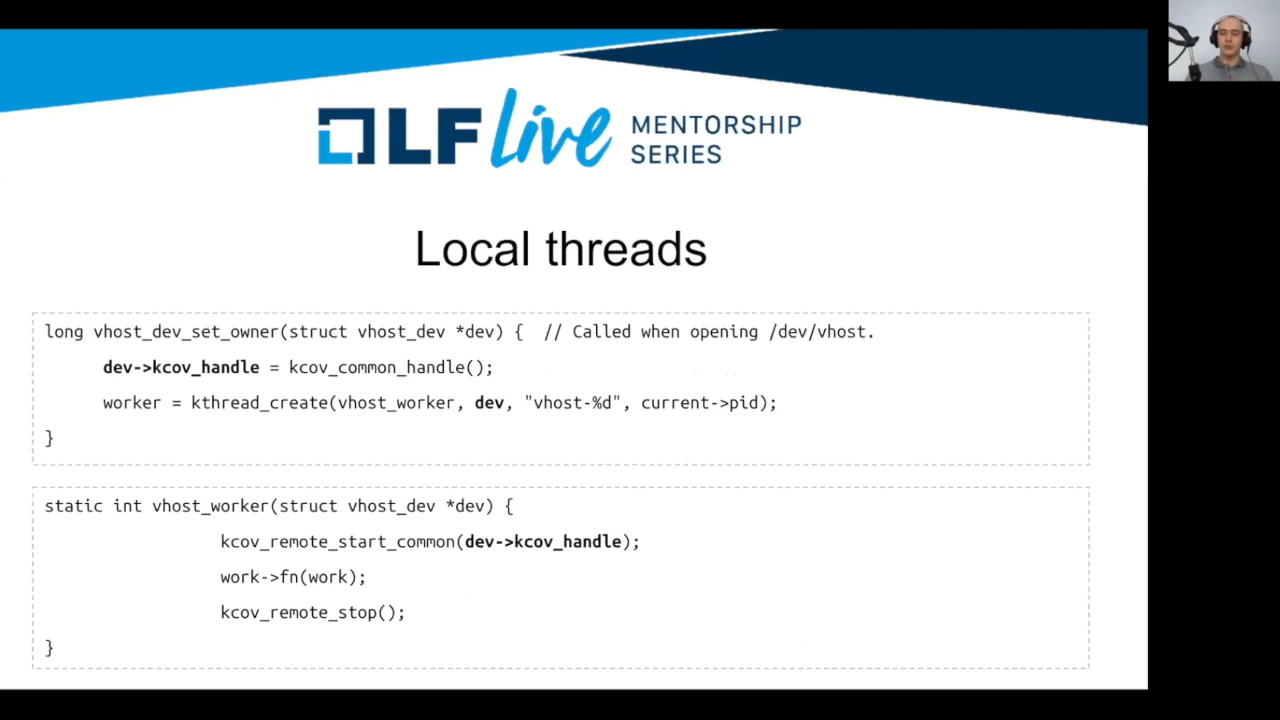 LF Live MENTORSHIP
SERIES
Local threads
long vhost_dev_set_owner(struct vhost_dev *dev) {  // Called when opening /dev/vhost.
dev->kcov_handle = kcov_common_handle();
worker = kthread_create(vhost_worker, dev, "vhost-%d", current->pid);
}
static int vhost_worker(struct vhost_dev *dev) {
kcov_remote_start_common(dev->kcov_handle);
work->fn(work);
kcov_remote_stop();
}